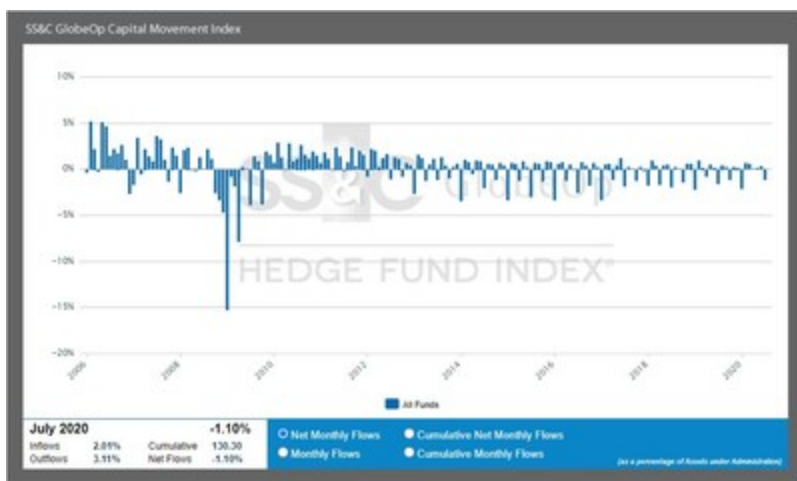 SS&C GlobeOp Capital Movement Index
10%
5%
0%
-5%
-10%
-15%
-20%
SS&C GlobeOp
HEDGE FUND INDEX®
2006 2008 2010 2012 2014 2016 2018 2020
All Funds
July 2020 -1.10%
Inflows 2.01% Cumulative 130.30
Outflows 3.11% Net Flows -1.10%
Net Monthly Flows Cumulative Net Monthly Flows
Monthly Flows Cumulative Monthly Flows
(as a percentage of Assets under Administration)